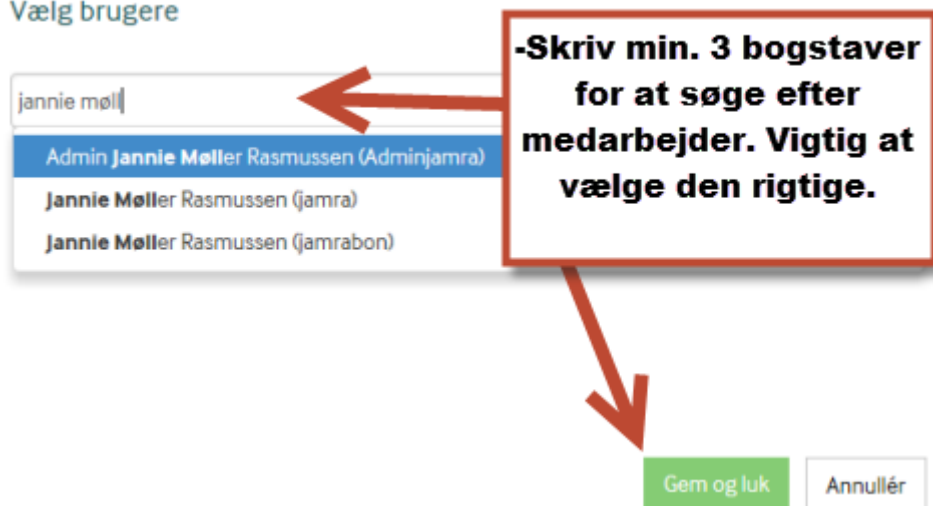 Vælg brugere
-Skriv min. 3 bogstaver
for at søge efter
medarbejder. Vigtig at
vælge den rigtige.
jannie møll
Admin Jannie Møller Rasmussen (Adminjamra)
Jannie Møller Rasmussen (jamra)
Jannie Møller Rasmussen (jamrabon)
Gem og luk
Annullér